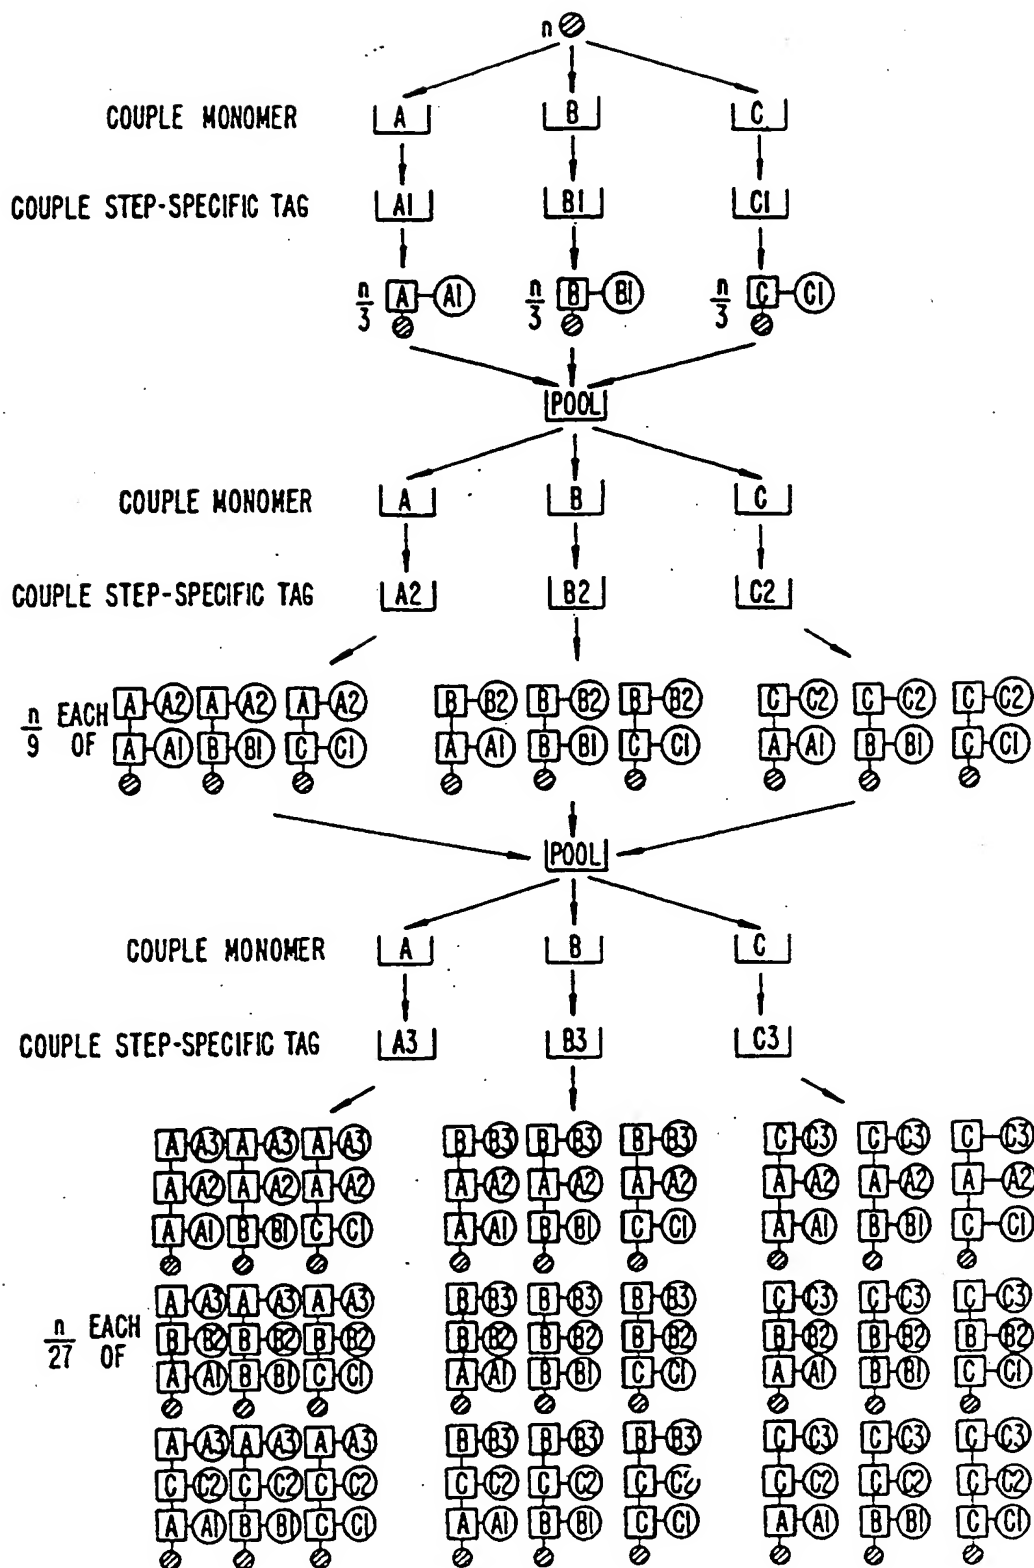 n
COUPLE MONOMER A B C
COUPLE STEP-SPECIFIC TAG A1 B1 C1
n/3 A A1 n/3 B B1 n/3 C C1
POOL
COUPLE MONOMER A B C
COUPLE STEP-SPECIFIC TAG A2 B2 C2
n/9 EACH OF
A A2 A A2 A A2 B B2 B B2 B B2 C C2 C C2 C C2
A A1 B B1 C C1 A A1 B B1 C C1 A A1 B B1 C C1
POOL
COUPLE MONOMER A B C
COUPLE STEP-SPECIFIC TAG A3 B3 C3
A A3 A A3 A A3 B B3 B B3 B B3 C C3 C C3 C C3
A A2 A A2 A A2 A A2 A A2 A A2 A A2 A A2 A A2
A A1 B B1 C C1 A A1 B B1 C C1 A A1 B B1 C C1
n/27 EACH OF
A A3 A A3 A A3 B B3 B B3 B B3 C C3 C C3 C C3
B B2 B B2 B B2 B B2 B B2 B B2 B B2 B B2 B B2
A A1 B B1 C C1 A A1 B B1 C C1 A A1 B B1 C C1
A A3 A A3 A A3 B B3 B B3 B B3 C C3 C C3 C C3
C C2 C C2 C C2 C C2 C C2 C C2 C C2 C C2 C C2
A A1 B B1 C C1 A A1 B B1 C C1 A A1 B B1 C C1